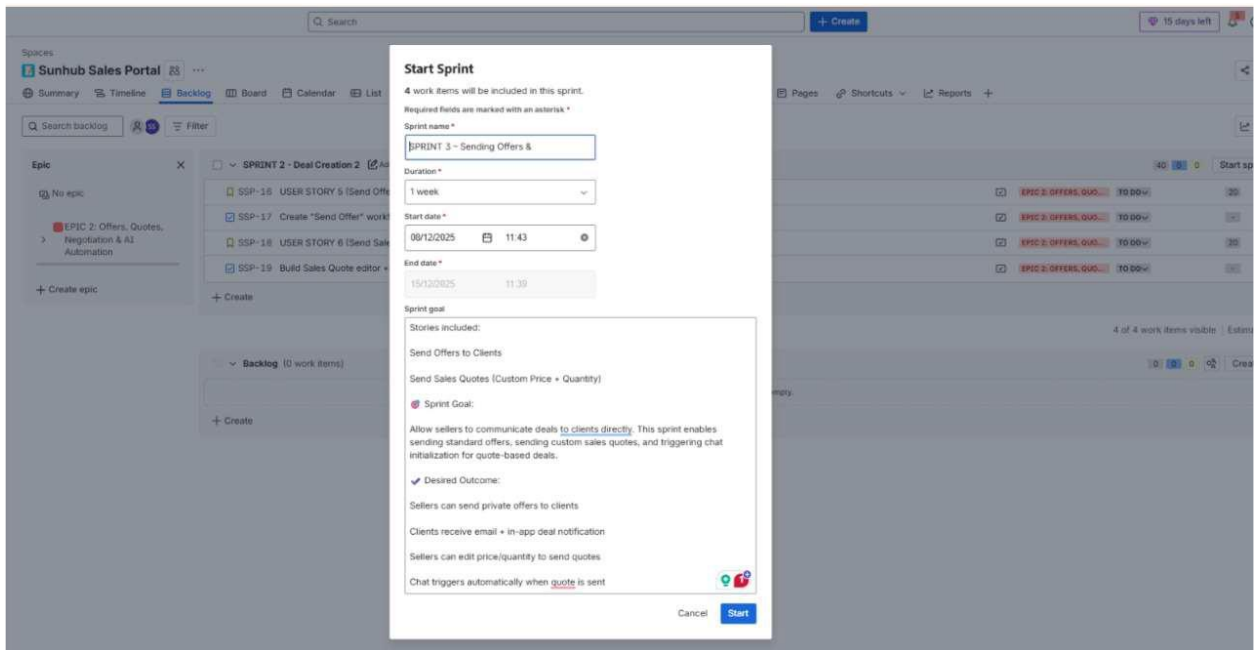 Search
+ Create
15 days left
Spaces
Sunhub Sales Portal
Summary Timeline Backlog Board Calendar List Pages Shortcuts Reports +
Search backlog SS Filter
Start Sprint
4 work items will be included in this sprint.
Required fields are marked with an asterisk *
Sprint name *
SPRINT 3 - Sending Offers &
Duration *
1 week
Start date *
08/12/2025 11:43
End date *
15/12/2025 11:39
Sprint goal
Stories included:
Send Offers to Clients
Send Sales Quotes (Custom Price + Quantity)
🎯 Sprint Goal:
Allow sellers to communicate deals to clients directly. This sprint enables
sending standard offers, sending custom sales quotes, and triggering chat
initialization for quote-based deals.
✔ Desired Outcome:
Sellers can send private offers to clients
Clients receive email + in-app deal notification
Sellers can edit price/quantity to send quotes
Chat triggers automatically when quote is sent
Cancel Start
Epic X
No epic
EPIC 2: Offers, Quotes,
Negotiation & AI
Automation
+ Create epic
SPRINT 2 - Deal Creation 2 40 0 0 Start sp
SSP-16 USER STORY 5 (Send Offe EPIC 2: OFFERS, QUO... TO DO 20
SSP-17 Create "Send Offer" work EPIC 2: OFFERS, QUO... TO DO -
SSP-18 USER STORY 6 (Send Sale EPIC 2: OFFERS, QUO... TO DO 20
SSP-19 Build Sales Quote editor + EPIC 2: OFFERS, QUO... TO DO -
+ Create
4 of 4 work items visible Estima
Backlog (0 work items) 0 0 0 Crea
empty.
+ Create